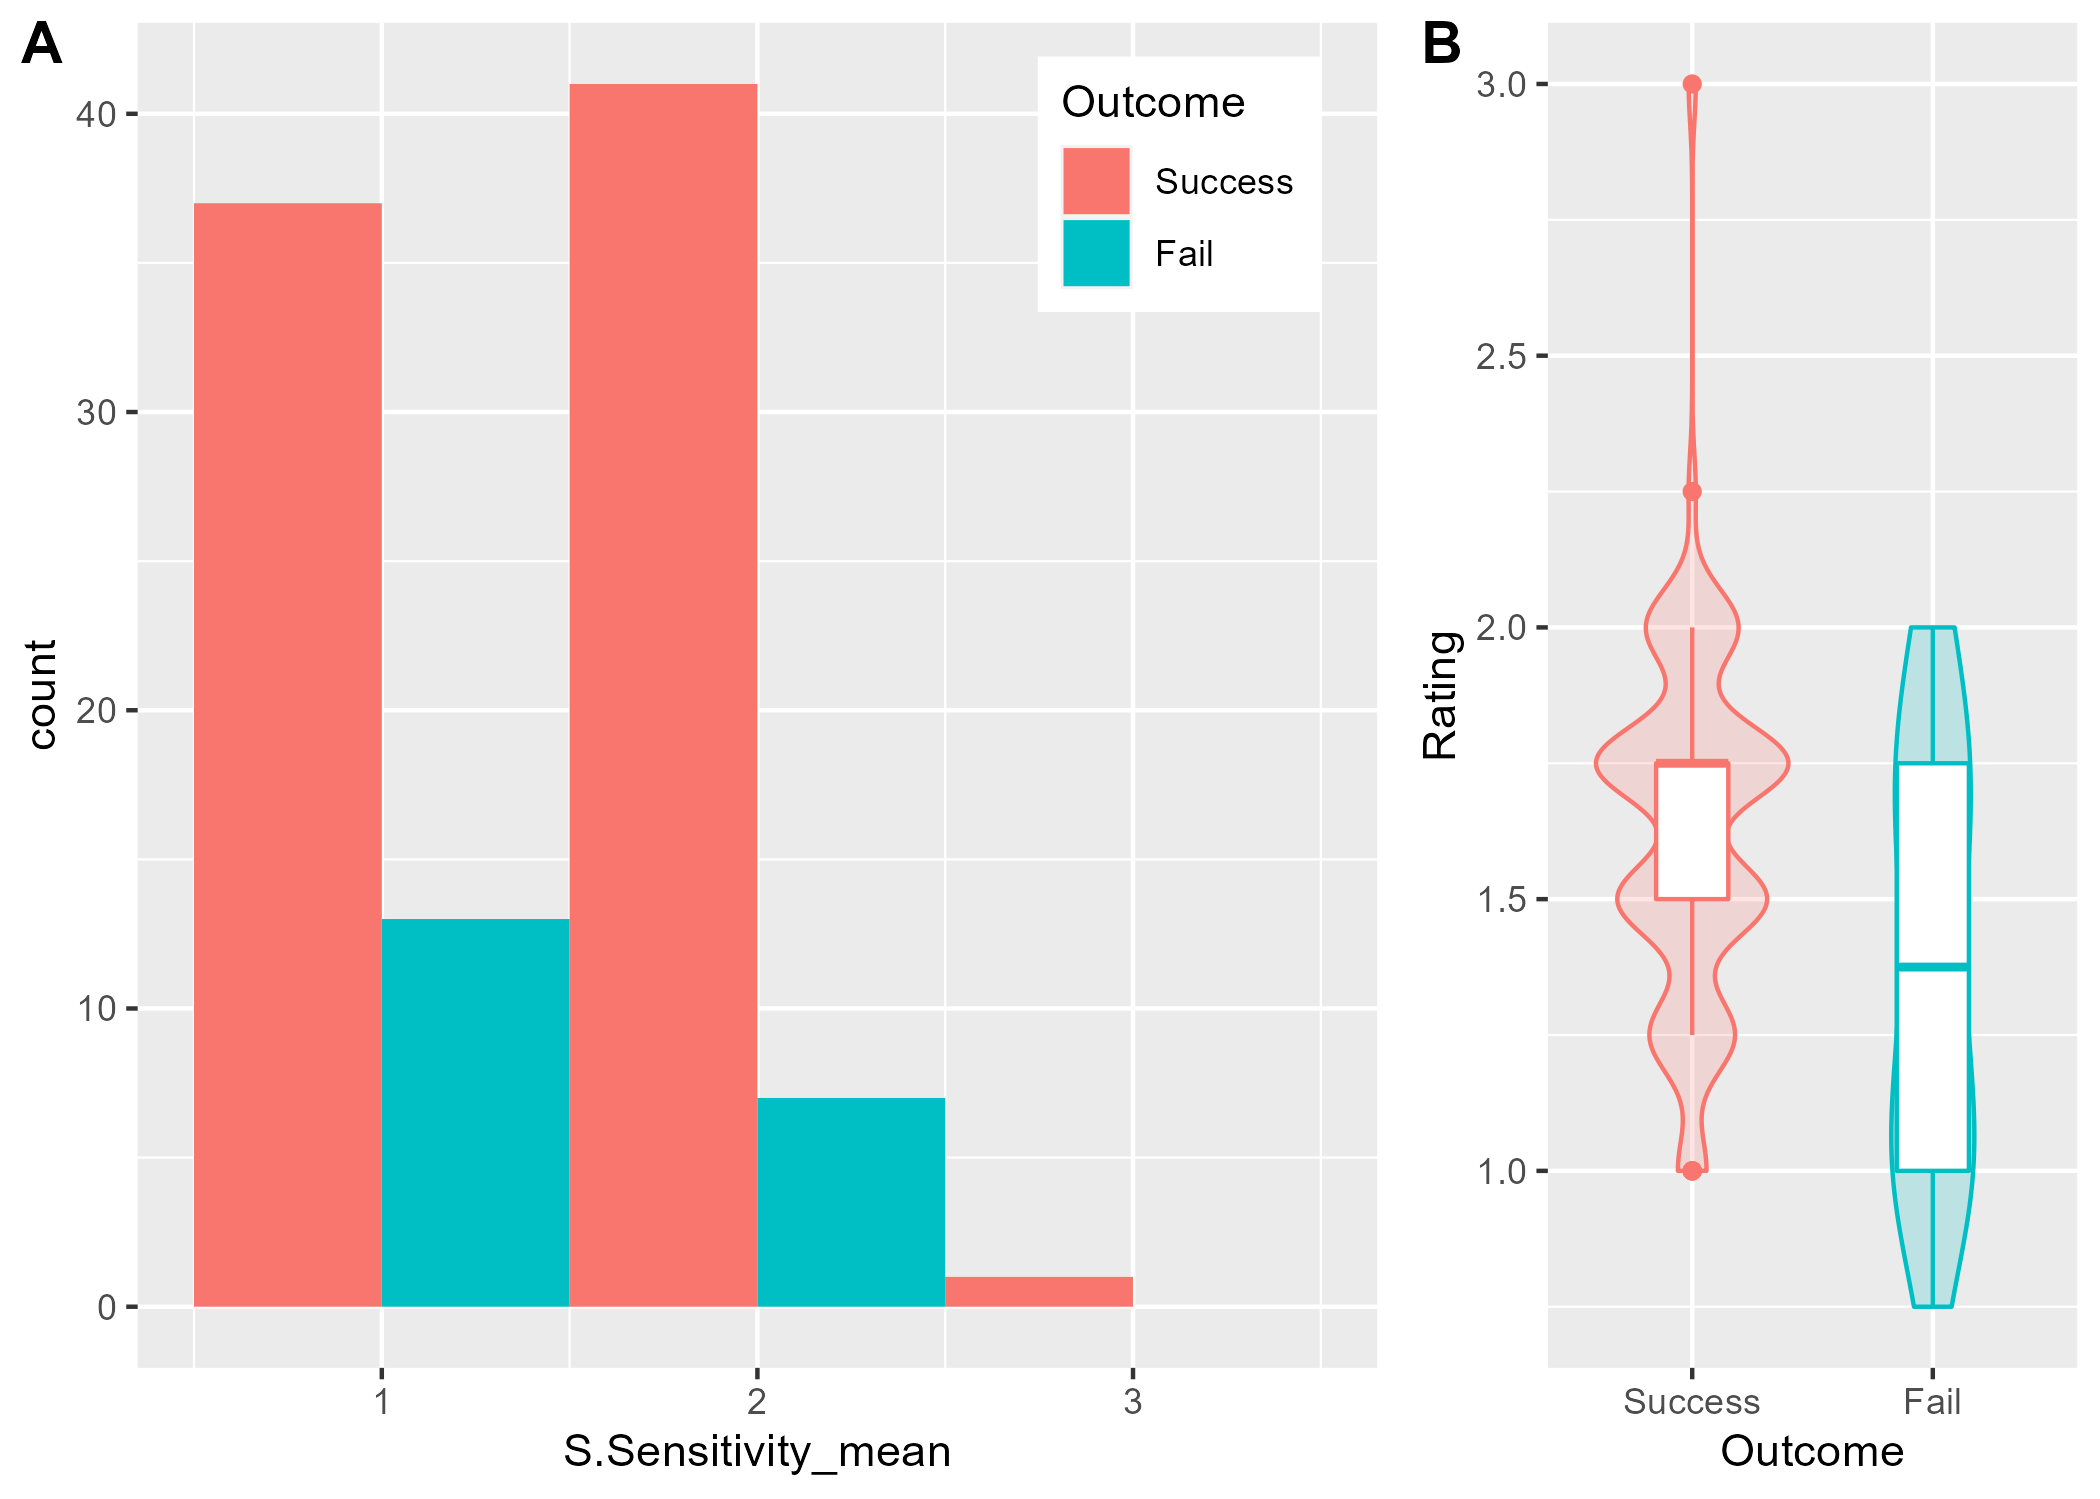 A
Outcome
Success
Fail
count
40
30
20
10
0
1 2 3
S.Sensitivity_mean
B
Rating
3.0
2.5
2.0
1.5
1.0
Success Fail
Outcome